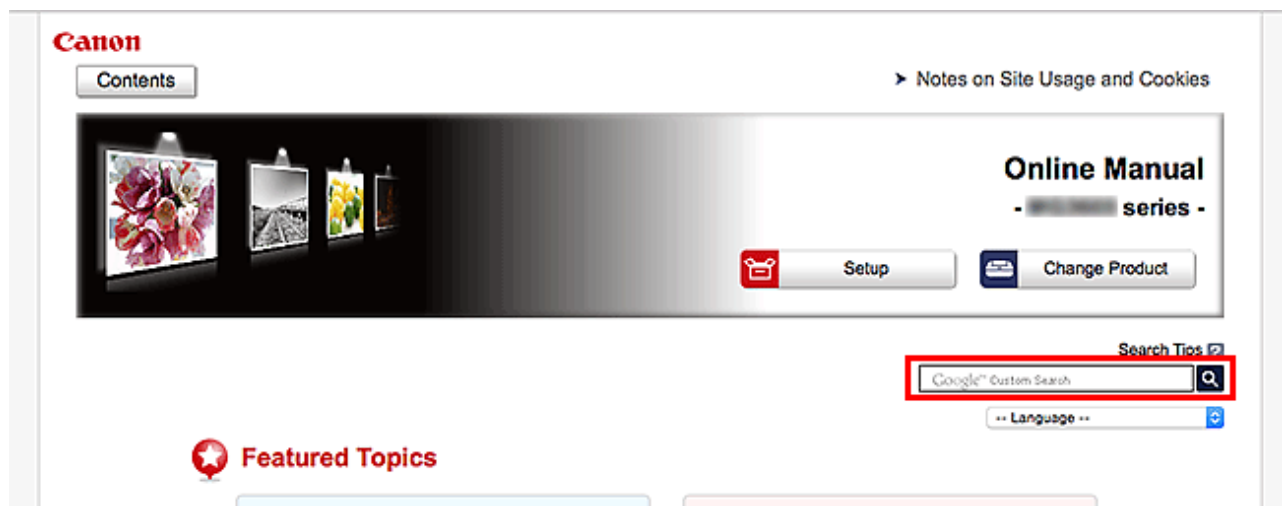 Canon
Contents
Notes on Site Usage and Cookies
Online Manual
- series -
Setup
Change Product
Search Tips
Google™ Custom Search
-- Language --
Featured Topics